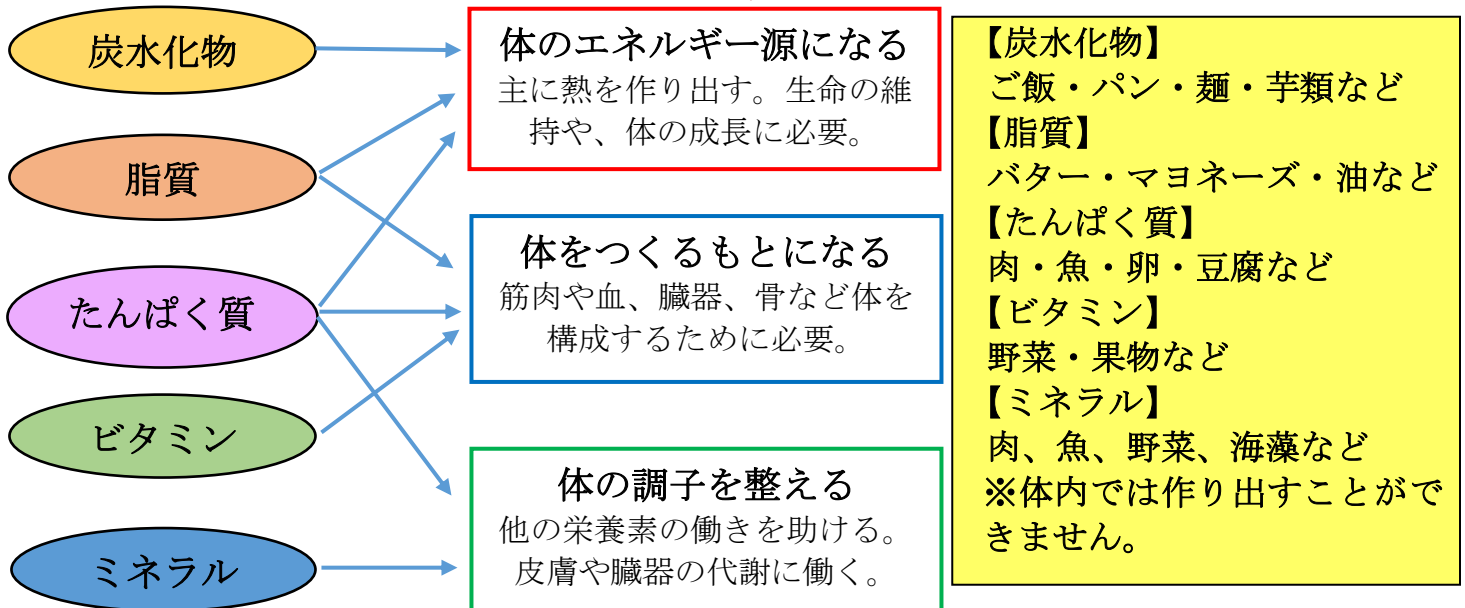 炭水化物
脂質
たんぱく質
ビタミン
ミネラル
体のエネルギー源になる
主に熱を作り出す。生命の維
持や、体の成長に必要。
体をつくるもとになる
筋肉や血、臓器、骨など体を
構成するために必要。
体の調子を整える
他の栄養素の働きを助ける。
皮膚や臓器の代謝に働く。
【炭水化物】
ご飯・パン・麺・芋類など
【脂質】
バター・マヨネーズ・油など
【たんぱく質】
肉・魚・卵・豆腐など
【ビタミン】
野菜・果物など
【ミネラル】
肉、魚、野菜、海藻など
※体内では作り出すことがで
きません。